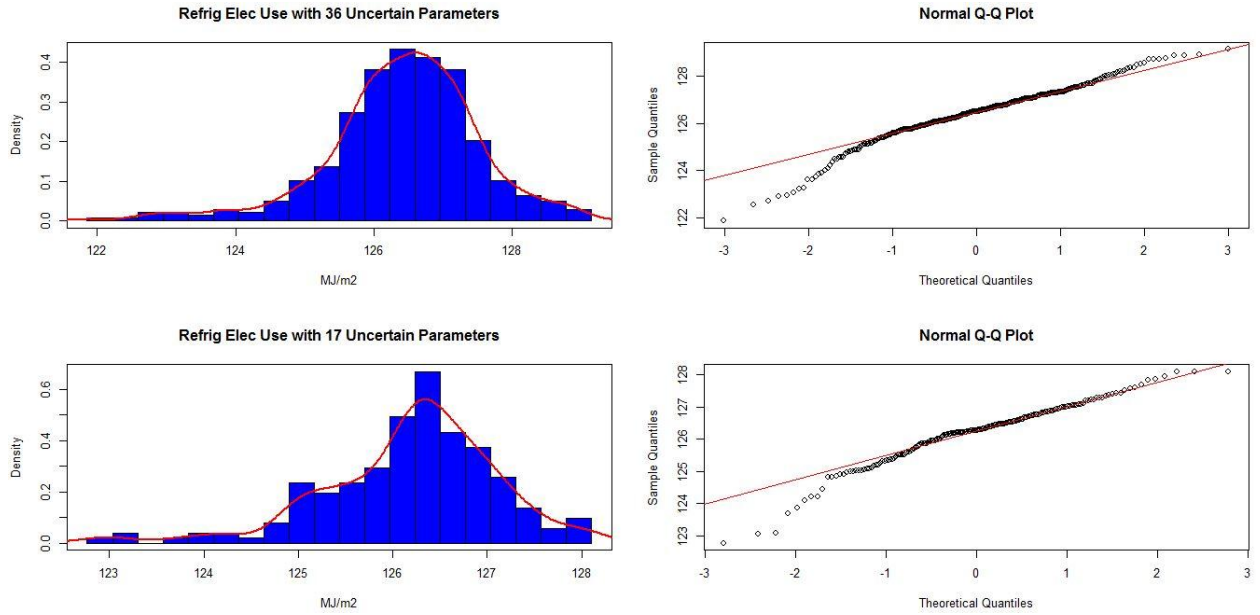 Refrig Elec Use with 36 Uncertain Parameters
Density
0.0 0.1 0.2 0.3 0.4
122 124 126 128
MJ/m2
Normal Q-Q Plot
Sample Quantiles
122 124 126 128
-3 -2 -1 0 1 2 3
Theoretical Quantiles
Refrig Elec Use with 17 Uncertain Parameters
Density
0.0 0.2 0.4 0.6
123 124 125 126 127 128
MJ/m2
Normal Q-Q Plot
Sample Quantiles
123 124 125 126 127 128
-3 -2 -1 0 1 2 3
Theoretical Quantiles